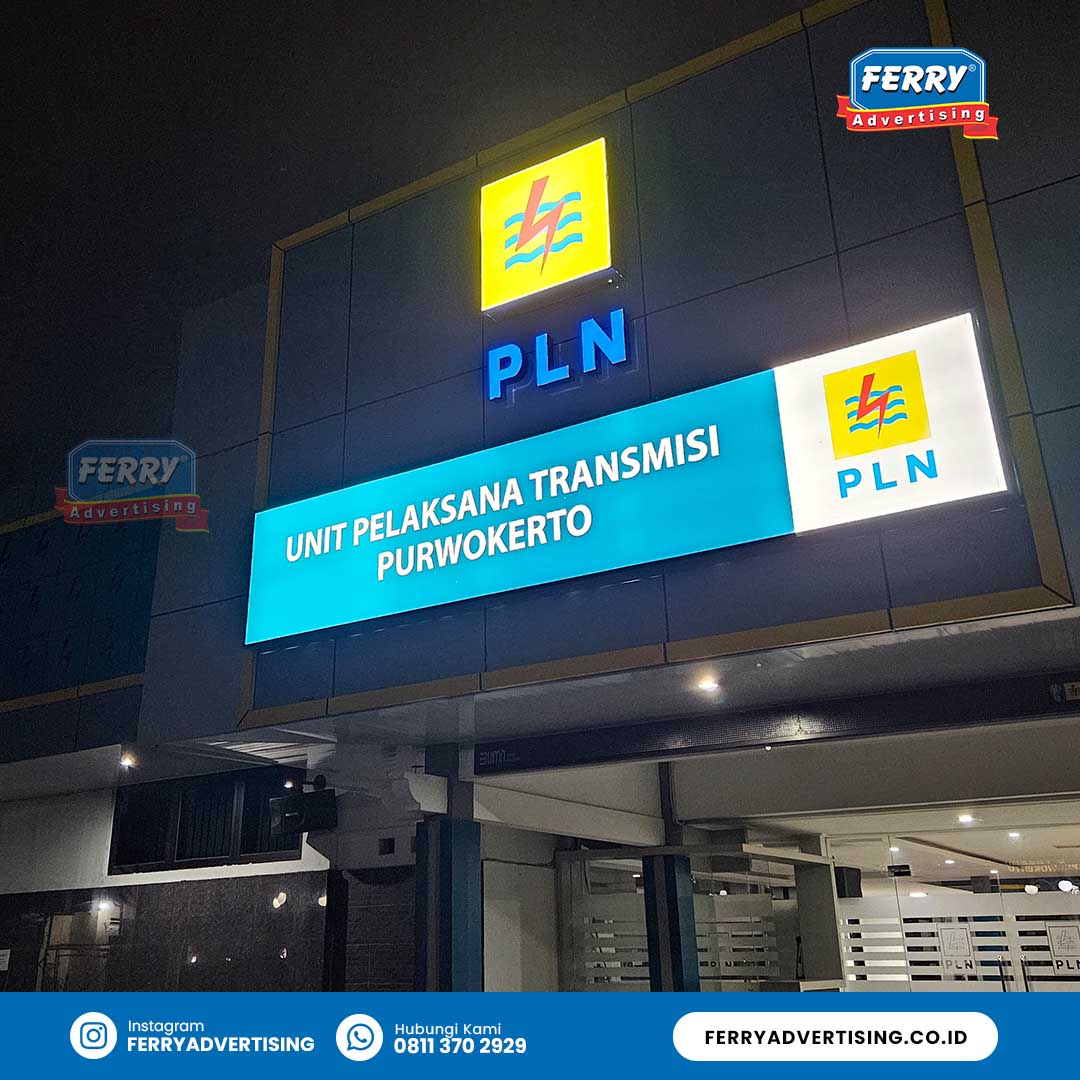 FERRY®
Advertising
PLN
UNIT PELAKSANA TRANSMISI
PURWOKERTO
PLN
FERRY®
Advertising
BUMN
PLN
PLN
Instagram
FERRYADVERTISING
Hubungi Kami
0811 370 2929
FERRYADVERTISING.CO.ID